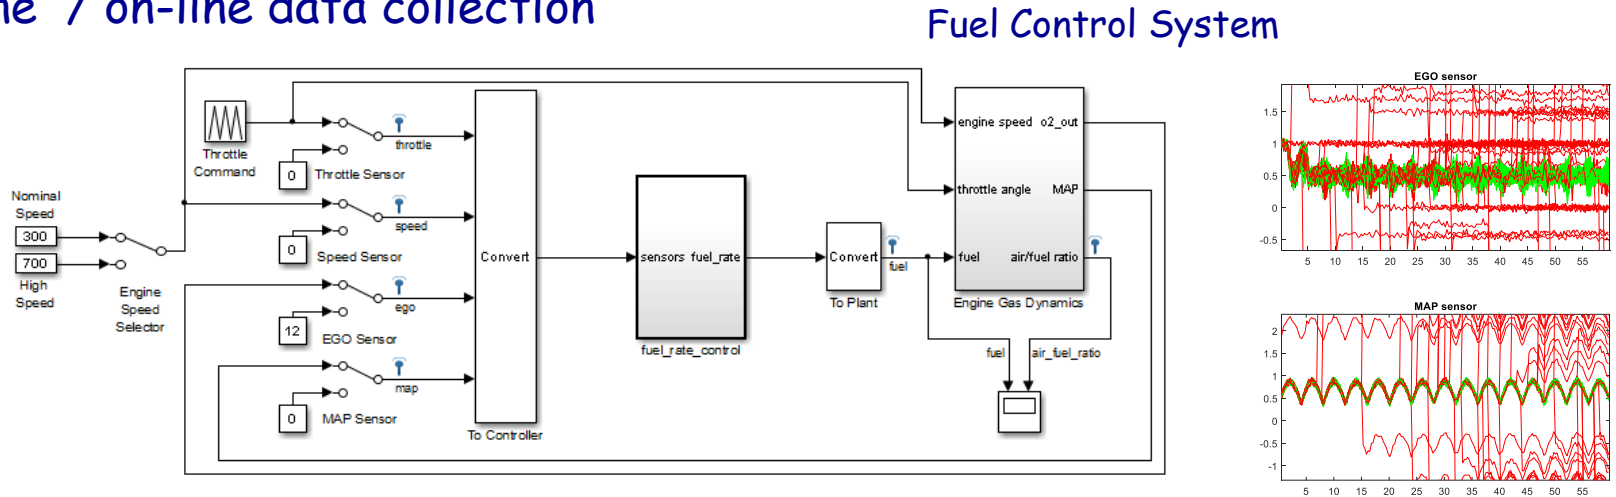 / on-line data collection
Fuel Control System
Throttle
Command
0
Throttle Sensor
throttle
Nominal
Speed
300
700
High
Speed
Engine
Speed
Selector
0
Speed Sensor
speed
12
EGO Sensor
ego
0
MAP Sensor
map
Convert
To Controller
sensors fuel_rate
fuel_rate_control
Convert
To Plant
fuel
engine speed o2_out
throttle angle MAP
fuel air/fuel ratio
Engine Gas Dynamics
fuel
air_fuel_ratio
EGO sensor
1.5
1
0.5
0
-0.5
5 10 15 20 25 30 35 40 45 50 55
MAP sensor
2
1.5
1
0.5
0
-0.5
-1
5 10 15 20 25 30 35 40 45 50 55